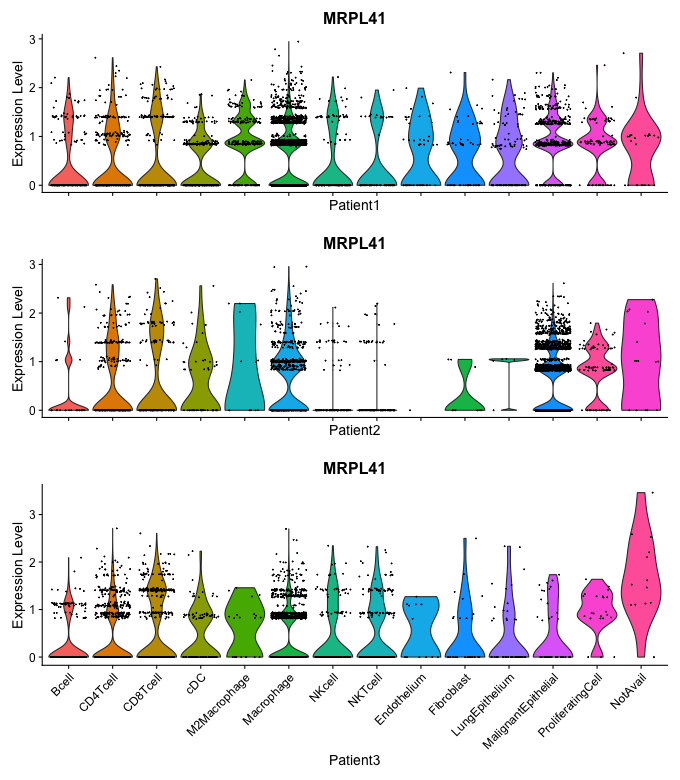 MRPL41
Expression Level
3
2
1
0
Patient1
MRPL41
Expression Level
3
2
1
0
Patient2
MRPL41
Expression Level
3
2
1
0
Bcell
CD4Tcell
CD8Tcell
cDC
M2Macrophage
Macrophage
NKcell
NKTcell
Endothelium
Fibroblast
LungEpithelium
MalignantEpithelial
ProliferatingCell
NotAvail
Patient3